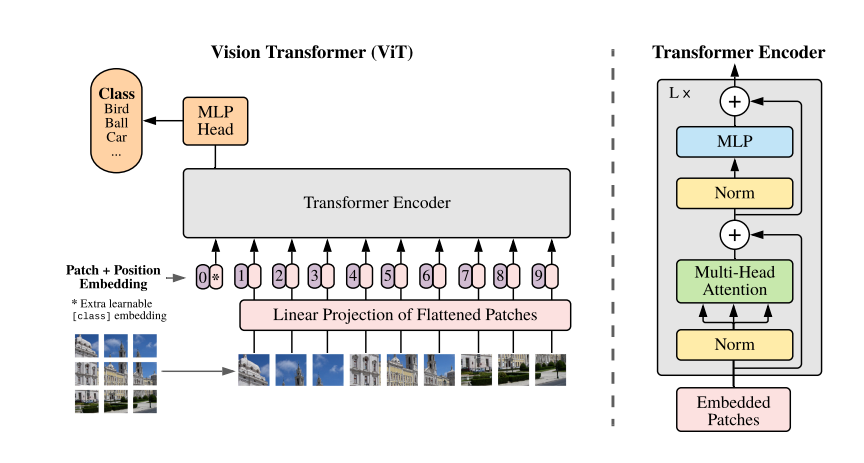 Vision Transformer (ViT)
Class
Bird
Ball
Car
...
MLP
Head
Transformer Encoder
Patch + Position
Embedding
0 * 1 2 3 4 5 6 7 8 9
* Extra learnable
[class] embedding
Linear Projection of Flattened Patches
Transformer Encoder
L x
+
MLP
Norm
+
Multi-Head
Attention
Norm
Embedded
Patches